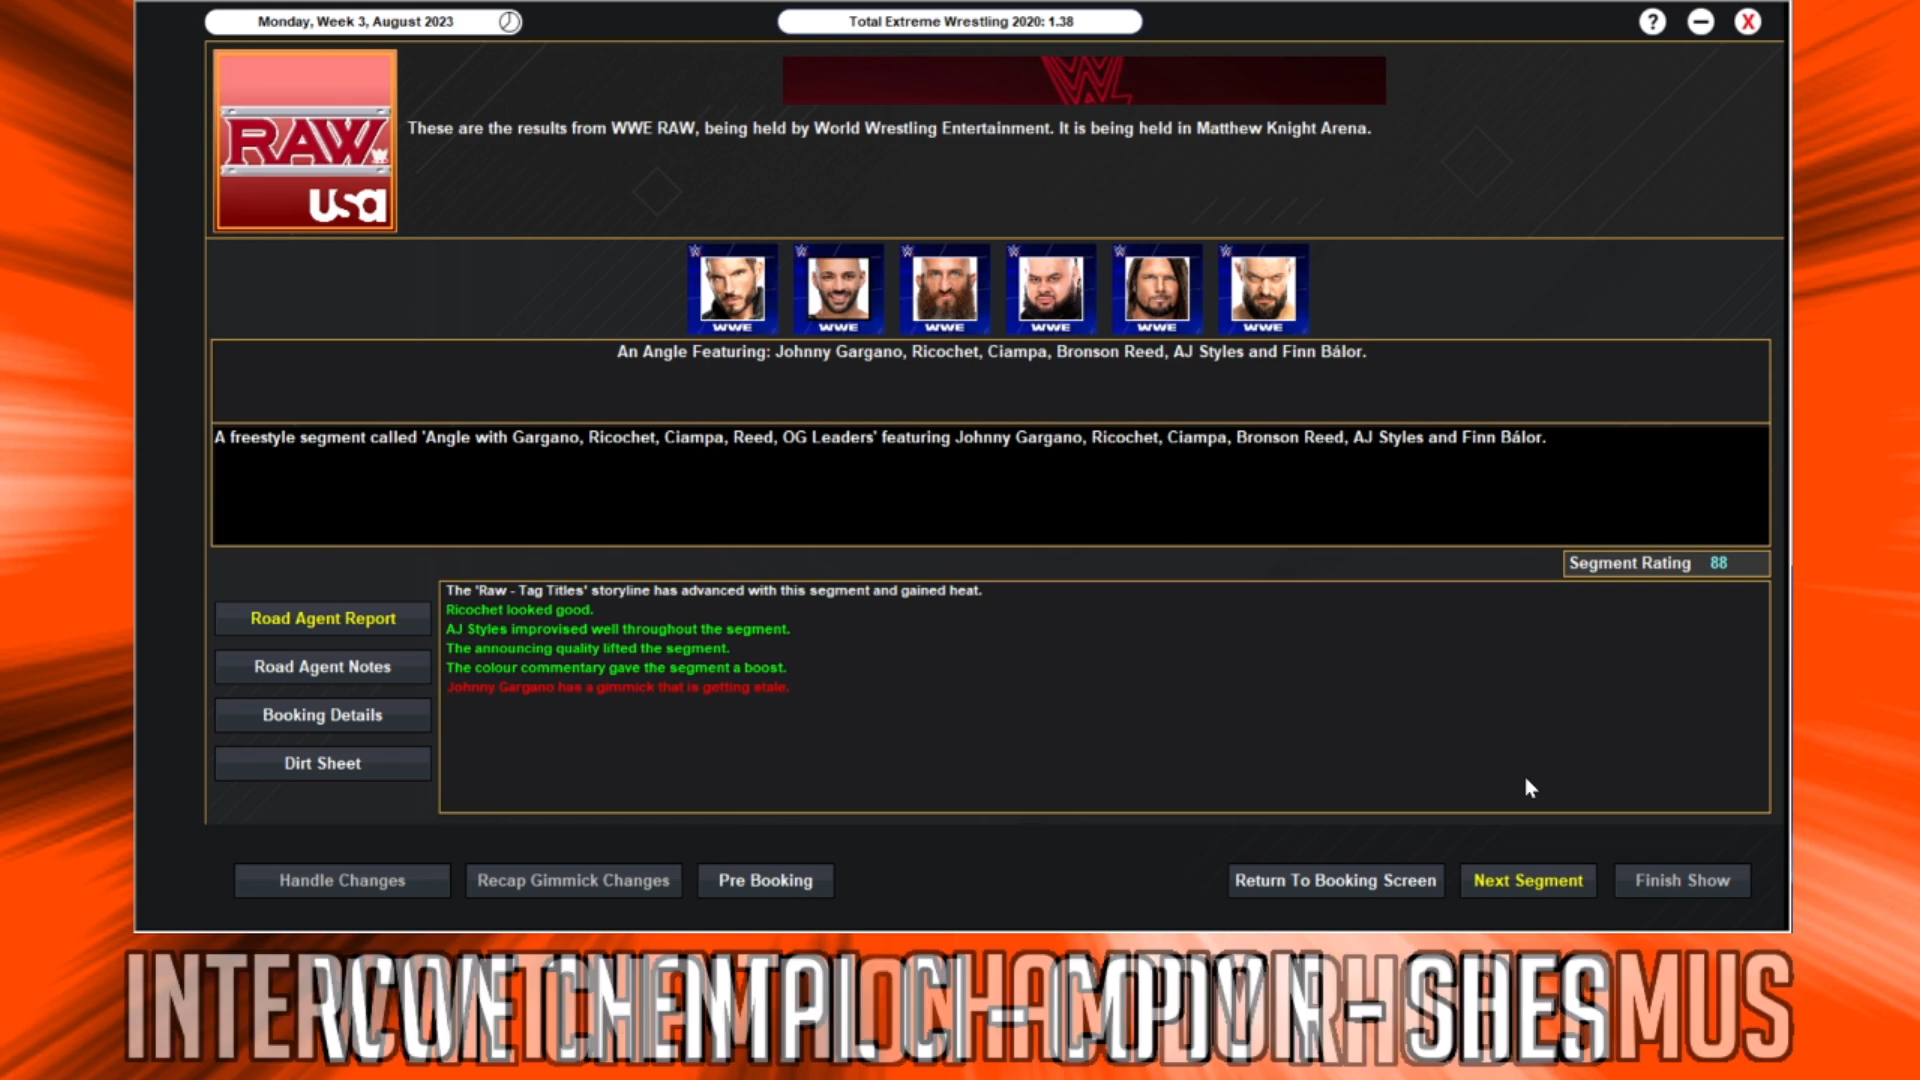 Monday, Week 3, August 2023
Total Extreme Wrestling 2020: 1.38
?
X
RAW
usa
These are the results from WWE RAW, being held by World Wrestling Entertainment. It is being held in Matthew Knight Arena.
WWE WWE WWE WWE WWE WWE
An Angle Featuring: Johnny Gargano, Ricochet, Ciampa, Bronson Reed, AJ Styles and Finn Bálor.
A freestyle segment called 'Angle with Gargano, Ricochet, Ciampa, Reed, OG Leaders' featuring Johnny Gargano, Ricochet, Ciampa, Bronson Reed, AJ Styles and Finn Bálor.
Segment Rating 88
Road Agent Report
Road Agent Notes
Booking Details
Dirt Sheet
The 'Raw - Tag Titles' storyline has advanced with this segment and gained heat.
Ricochet looked good.
AJ Styles improvised well throughout the segment.
The announcing quality lifted the segment.
The colour commentary gave the segment a boost.
Johnny Gargano has a gimmick that is getting stale.
Handle Changes
Recap Gimmick Changes
Pre Booking
Return To Booking Screen
Next Segment
Finish Show